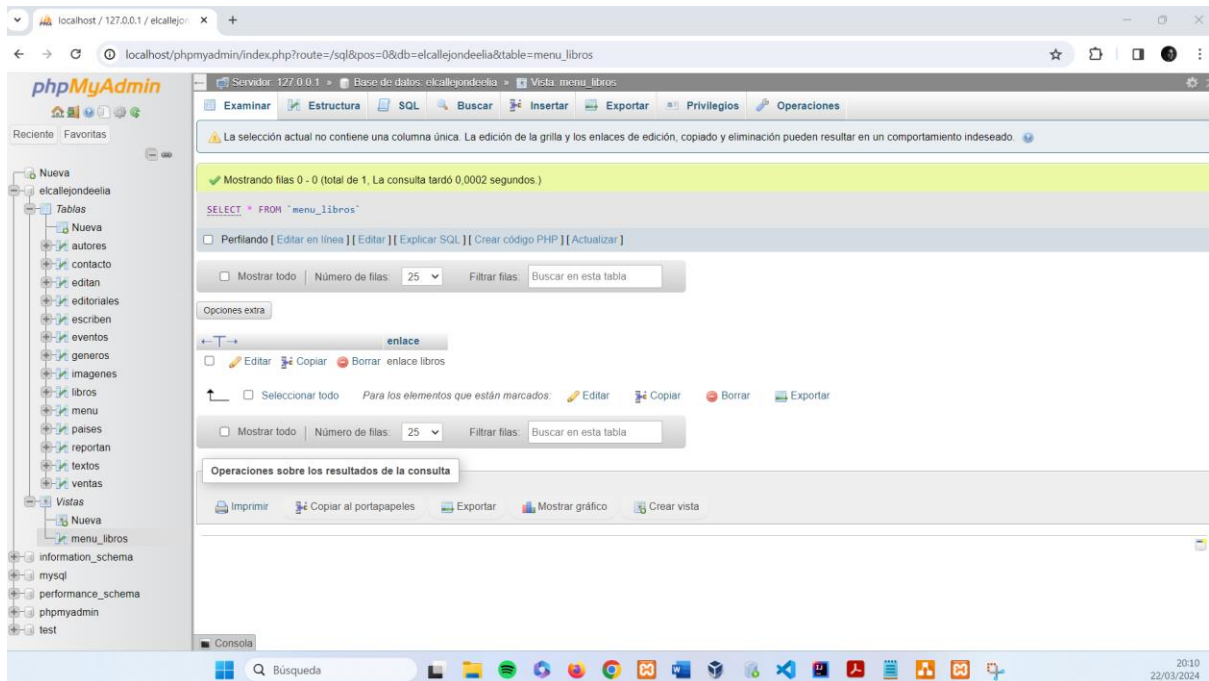 localhost / 127.0.0.1 / elcallejon
localhost/phpmyadmin/index.php?route=/sql&pos=0&db=elcallejondeelia&table=menu_libros
phpMyAdmin
Reciente Favoritas
Nueva
elcallejondeelia
Tablas
Nueva
autores
contacto
editan
editoriales
escriben
eventos
generos
imagenes
libros
menu
paises
reportan
textos
ventas
Vistas
Nueva
menu_libros
information_schema
mysql
performance_schema
phpmyadmin
test
Servidor: 127.0.0.1 » Base de datos: elcallejondeelia » Vista: menu_libros
Examinar Estructura SQL Buscar Insertar Exportar Privilegios Operaciones
La selección actual no contiene una columna única. La edición de la grilla y los enlaces de edición, copiado y eliminación pueden resultar en un comportamiento indeseado.
Mostrando filas 0 - 0 (total de 1, La consulta tardó 0,0002 segundos.)
SELECT * FROM `menu_libros`
Perfilando [ Editar en línea ] [ Editar ] [ Explicar SQL ] [ Crear código PHP ] [ Actualizar ]
Mostrar todo | Número de filas: 25 Filtrar filas: Buscar en esta tabla
Opciones extra
←T→ enlace
Editar Copiar Borrar enlace libros
Seleccionar todo Para los elementos que están marcados: Editar Copiar Borrar Exportar
Mostrar todo | Número de filas: 25 Filtrar filas: Buscar en esta tabla
Operaciones sobre los resultados de la consulta
Imprimir Copiar al portapapeles Exportar Mostrar gráfico Crear vista
Consola
Búsqueda
20:10
22/03/2024